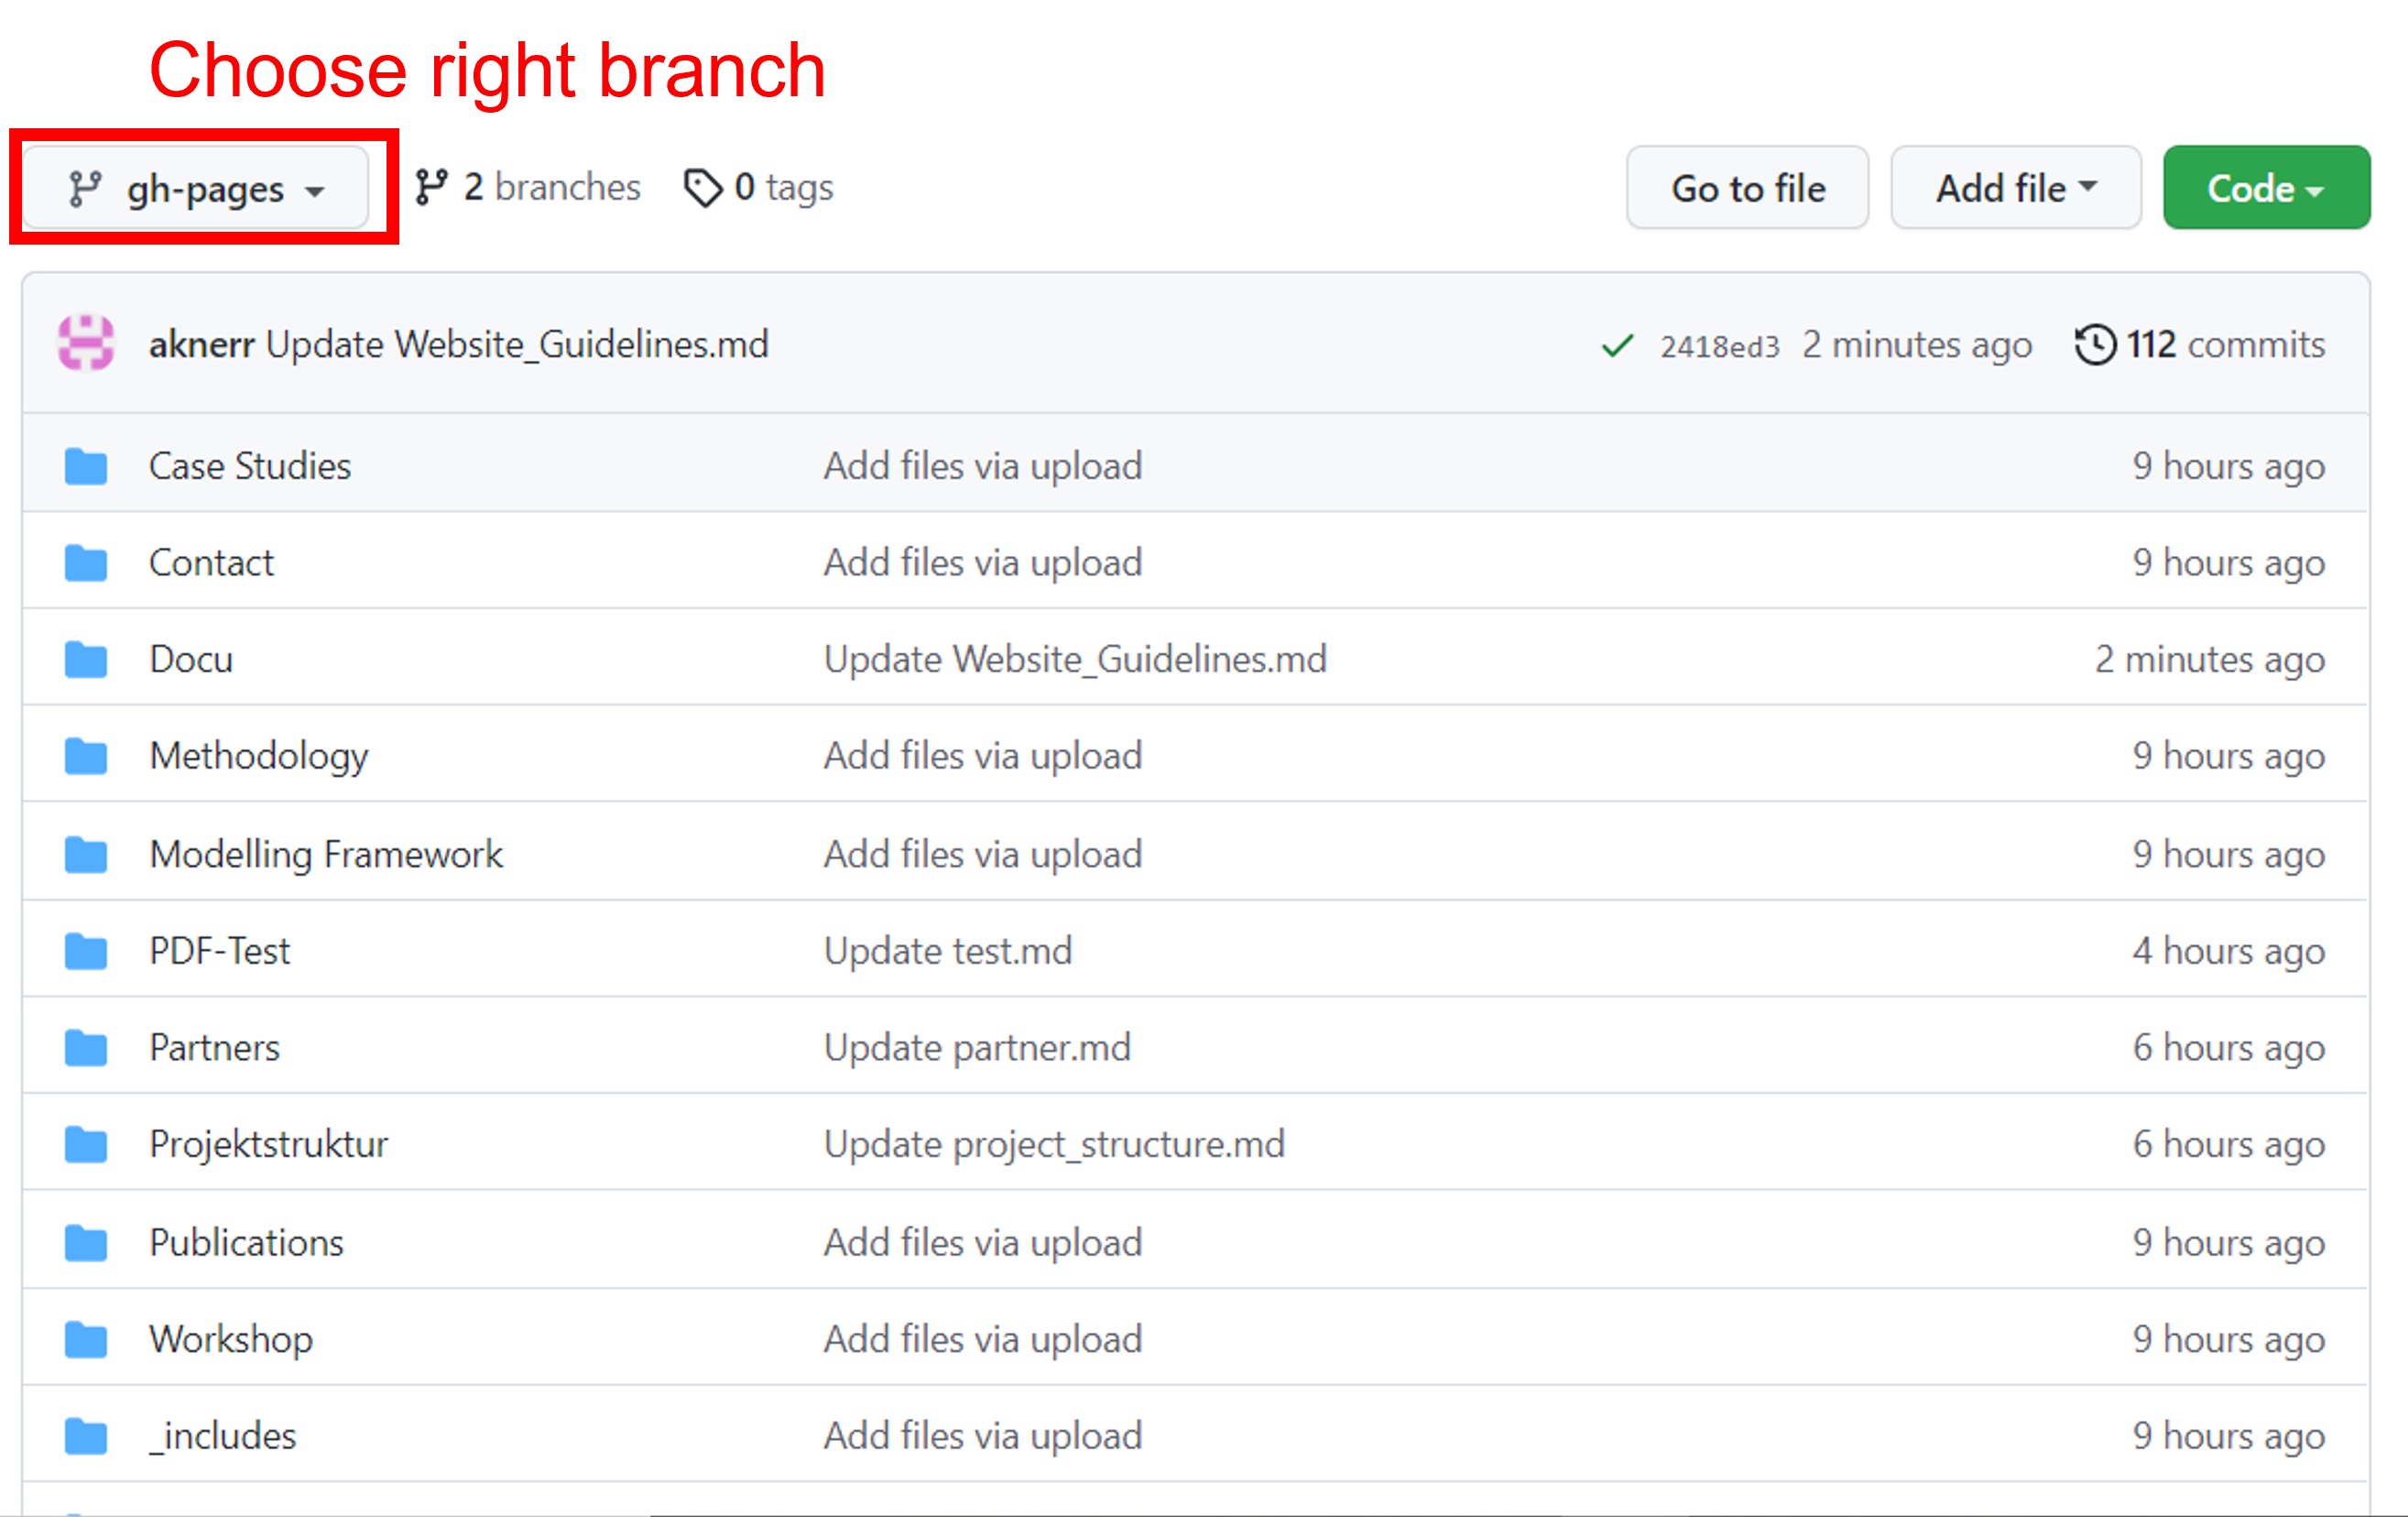 Choose right branch
gh-pages 2 branches 0 tags Go to file Add file Code
aknerr Update Website_Guidelines.md 2418ed3 2 minutes ago 112 commits
Case Studies Add files via upload 9 hours ago
Contact Add files via upload 9 hours ago
Docu Update Website_Guidelines.md 2 minutes ago
Methodology Add files via upload 9 hours ago
Modelling Framework Add files via upload 9 hours ago
PDF-Test Update test.md 4 hours ago
Partners Update partner.md 6 hours ago
Projektstruktur Update project_structure.md 6 hours ago
Publications Add files via upload 9 hours ago
Workshop Add files via upload 9 hours ago
_includes Add files via upload 9 hours ago